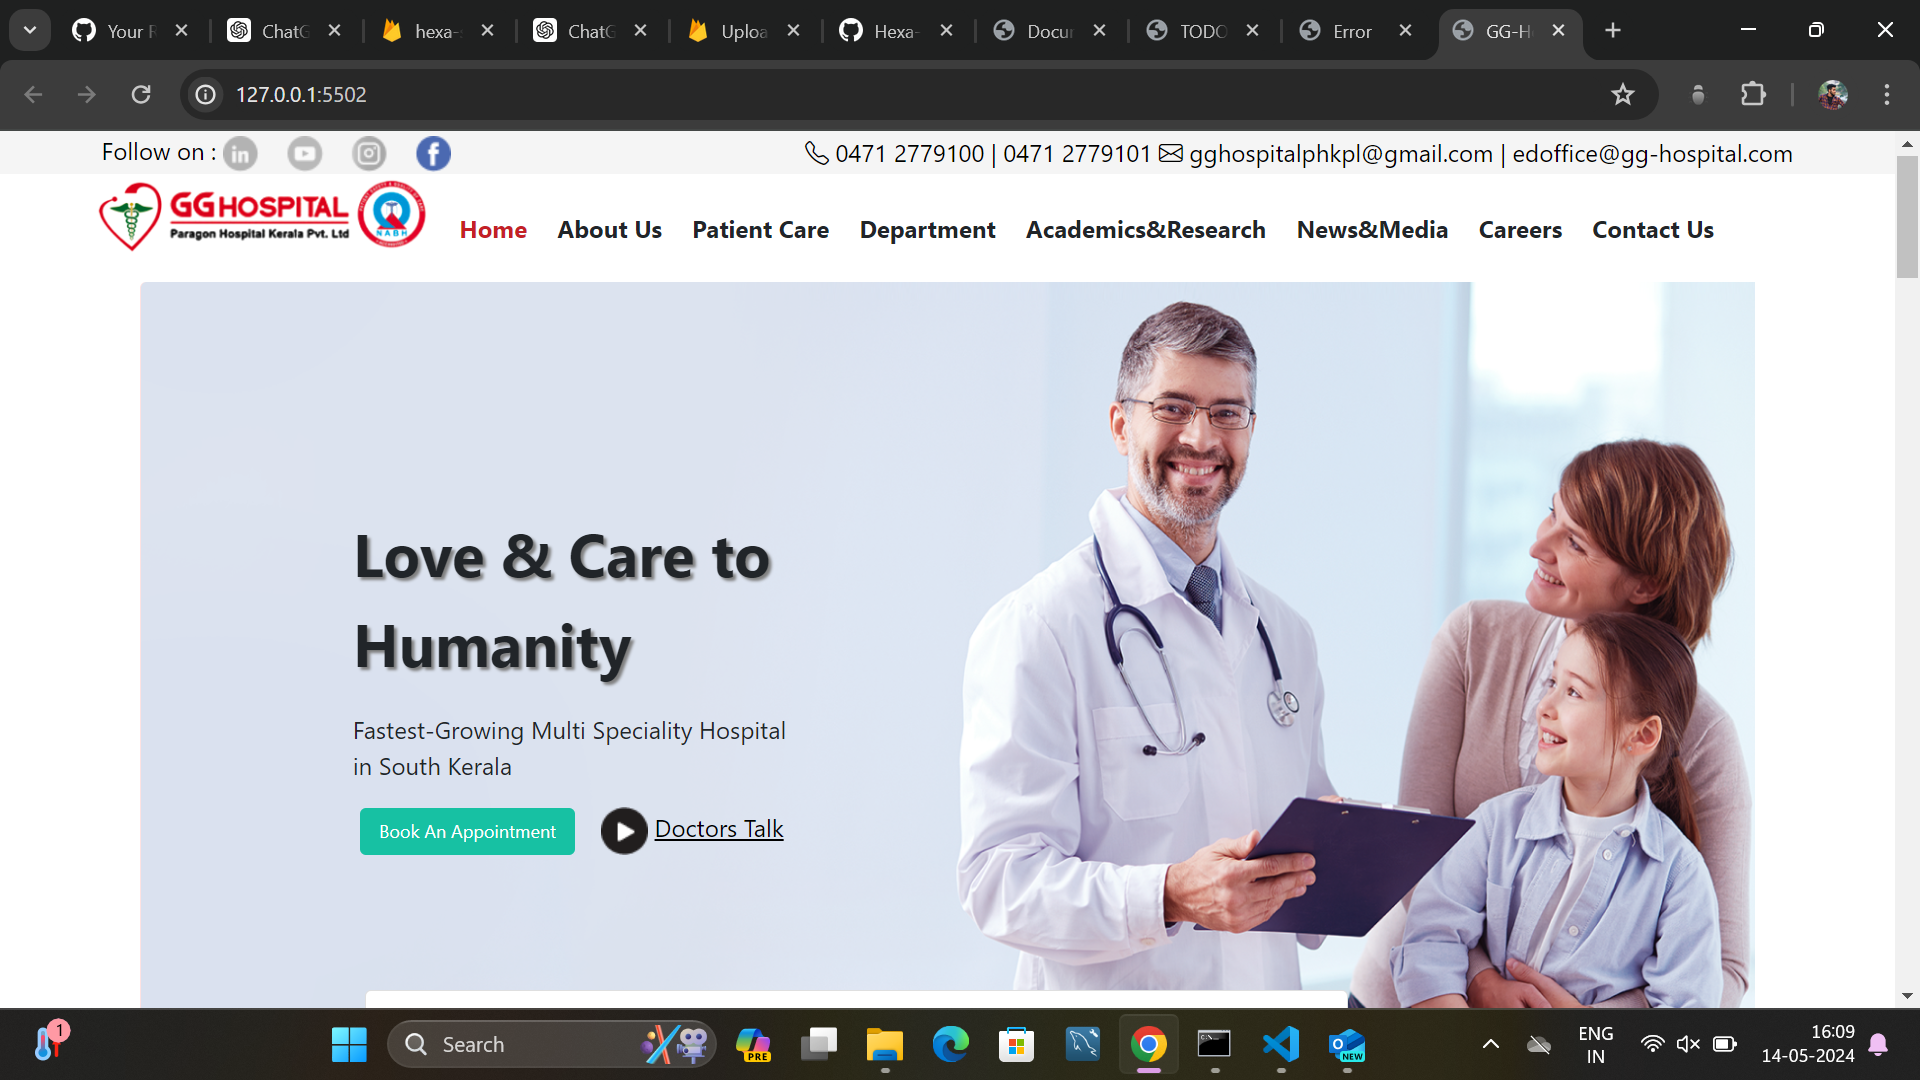 Your R
ChatG
hexa-
ChatG
Uploa
Hexa-
Docur
TODO
Error
GG-H
127.0.0.1:5502
Follow on :
0471 2779100 | 0471 2779101 gghospitalphkpl@gmail.com | edoffice@gg-hospital.com
GG HOSPITAL
Paragon Hospital Kerala Pvt. Ltd
NABH
Home About Us Patient Care Department Academics&Research News&Media Careers Contact Us
Love & Care to
Humanity
Fastest-Growing Multi Speciality Hospital
in South Kerala
Book An Appointment
Doctors Talk
1
Search
PRE
NEW
ENG
IN
16:09
14-05-2024